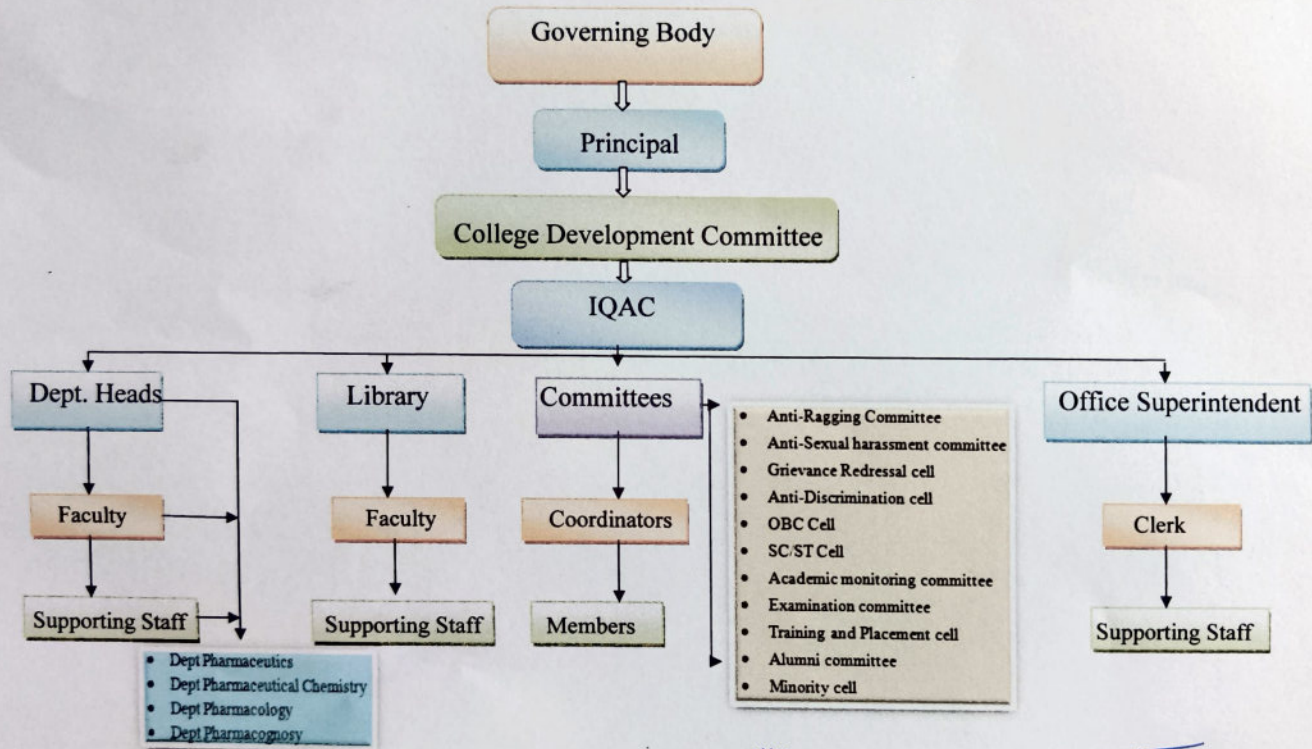 Governing Body
Principal
College Development Committee
IQAC
Dept. Heads
Library
Committees
Office Superintendent
Faculty
Faculty
Coordinators
Clerk
Supporting Staff
Supporting Staff
Members
Supporting Staff
• Anti-Ragging Committee
• Anti-Sexual harassment committee
• Grievance Redressal cell
• Anti-Discrimination cell
• OBC Cell
• SC/ST Cell
• Academic monitoring committee
• Examination committee
• Training and Placement cell
• Alumni committee
• Minority cell
• Dept Pharmaceutics
• Dept Pharmaceutical Chemistry
• Dept Pharmacology
• Dept Pharmacognosy